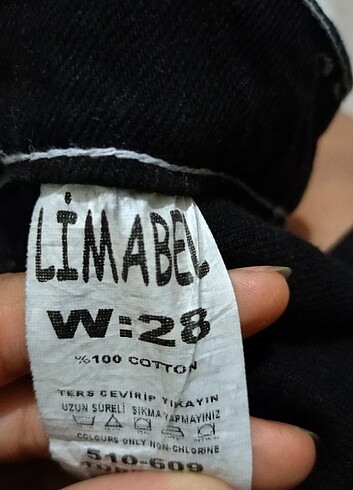 LİMABEL
W:28
%100 COTTON
TERS ÇEVİRİP YIKAYIN
UZUN SÜRELİ SIKMA YAPMAYINIZ
COLOURS ONLY NON-CHLORINE
510-609